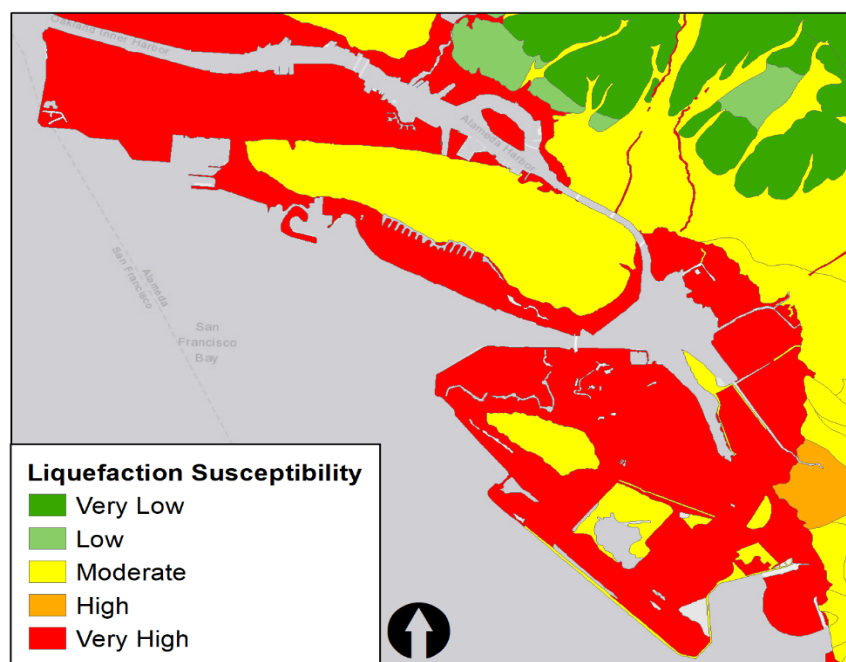 Oakland Inner Harbor
Alameda Harbor
Alameda
San Francisco
San
Francisco
Bay
Liquefaction Susceptibility
Very Low
Low
Moderate
High
Very High